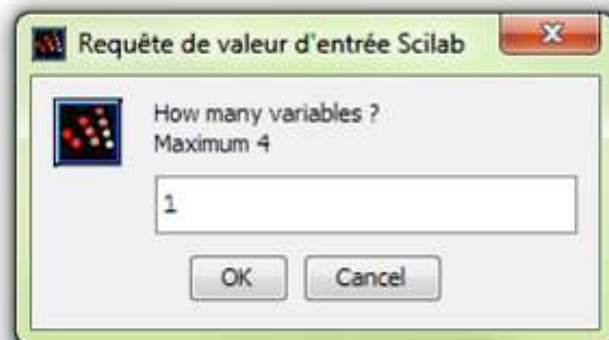 Requête de valeur d'entrée Scilab
How many variables ?
Maximum 4
1
OK Cancel